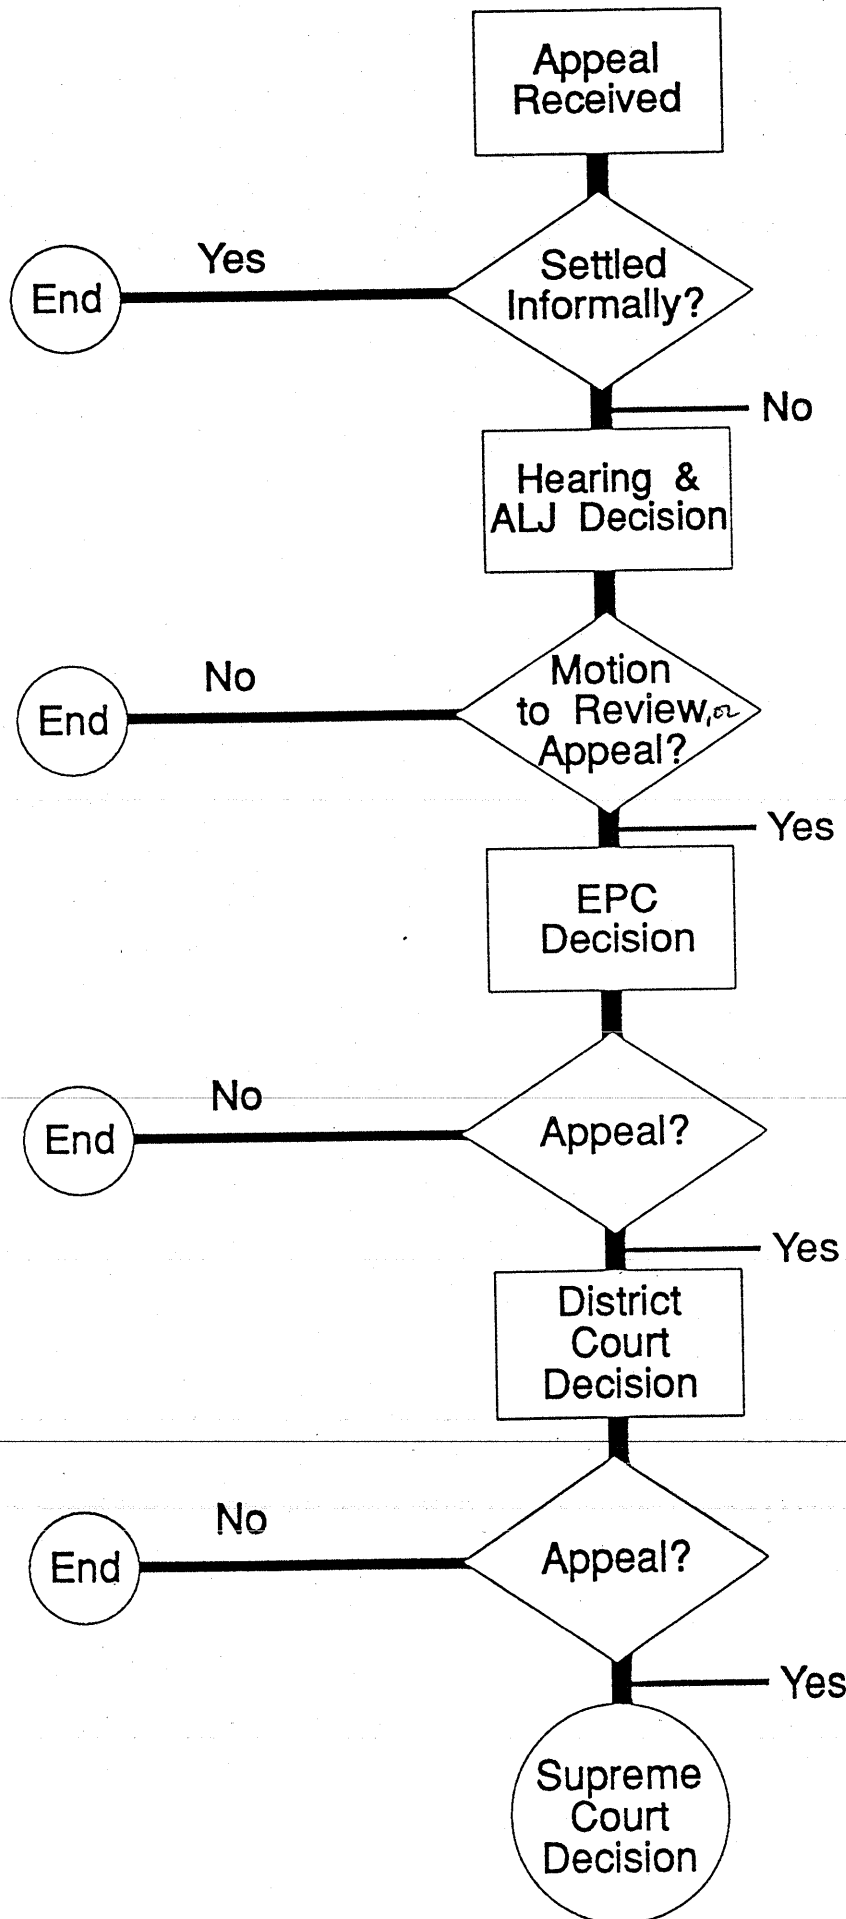 Appeal
Received
Yes
End
Settled
Informally?
No
Hearing &
ALJ Decision
No
End
Motion
to Review, or
Appeal?
Yes
EPC
Decision
No
End
Appeal?
Yes
District
Court
Decision
No
End
Appeal?
Yes
Supreme
Court
Decision